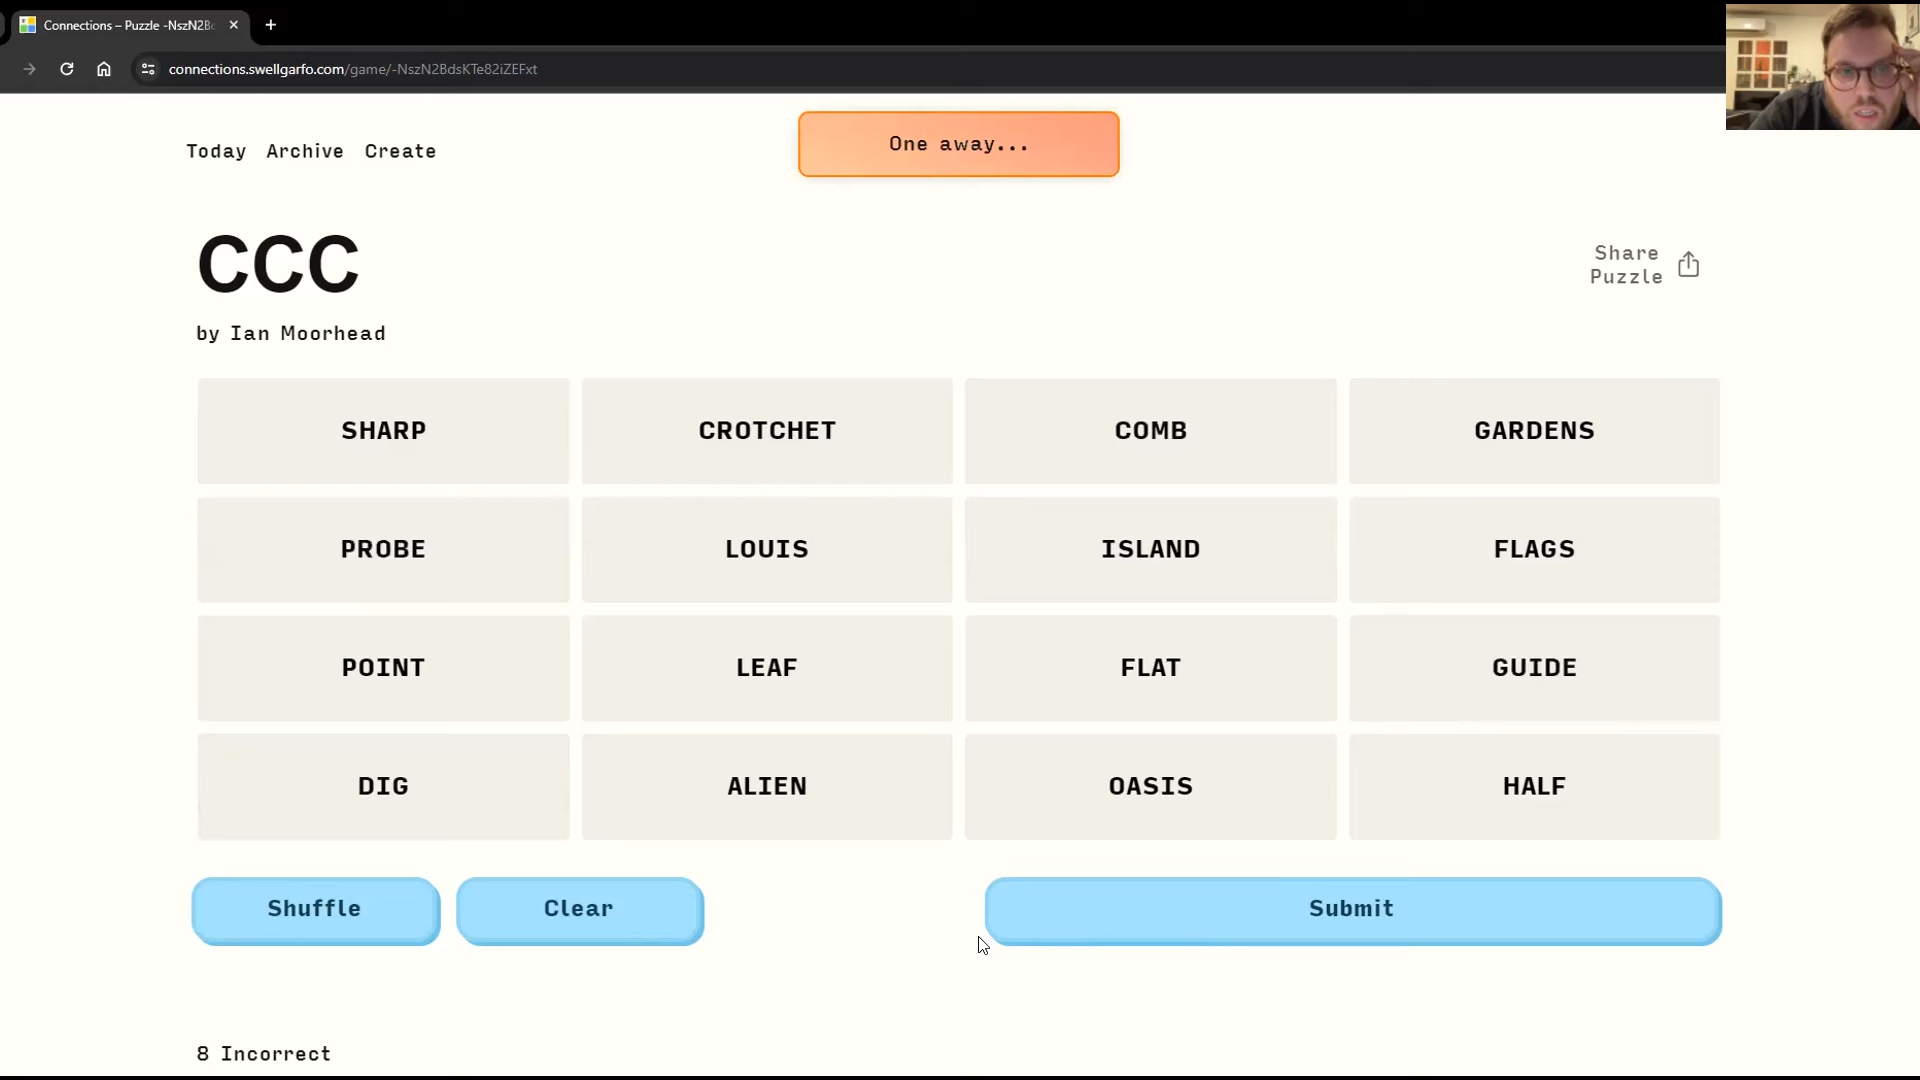 Connections – Puzzle -NszN2B
connections.swellgarfo.com/game/-NszN2BdsKTe82iZEFxt
One away...
Today Archive Create
CCC
Share
Puzzle
by Ian Moorhead
SHARP CROTCHET COMB GARDENS
PROBE LOUIS ISLAND FLAGS
POINT LEAF FLAT GUIDE
DIG ALIEN OASIS HALF
Shuffle Clear Submit
8 Incorrect